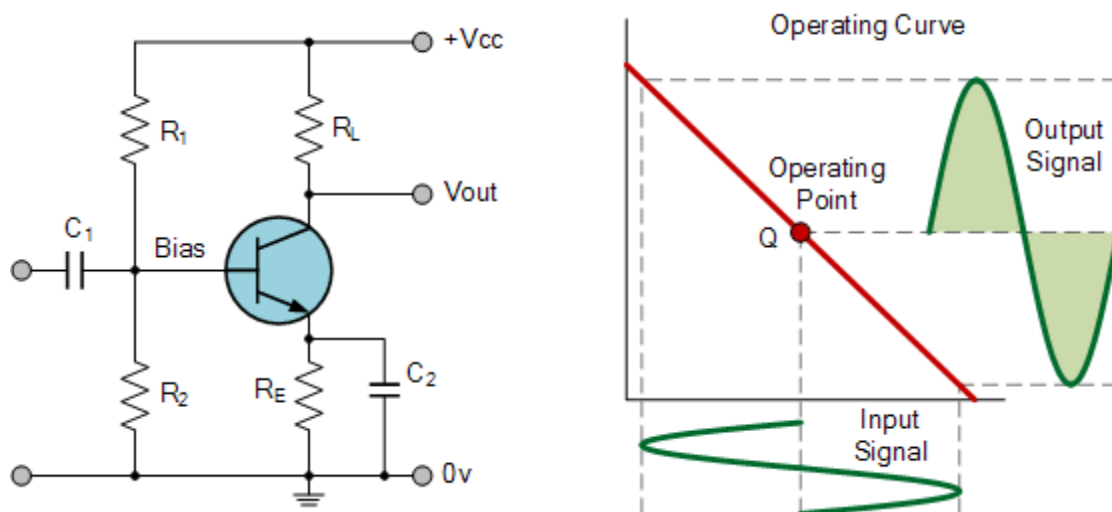 +Vcc
R1
RL
Vout
C1
Bias
R2
RE
C2
0v
Operating Curve
Output
Signal
Operating
Point
Q
Input
Signal